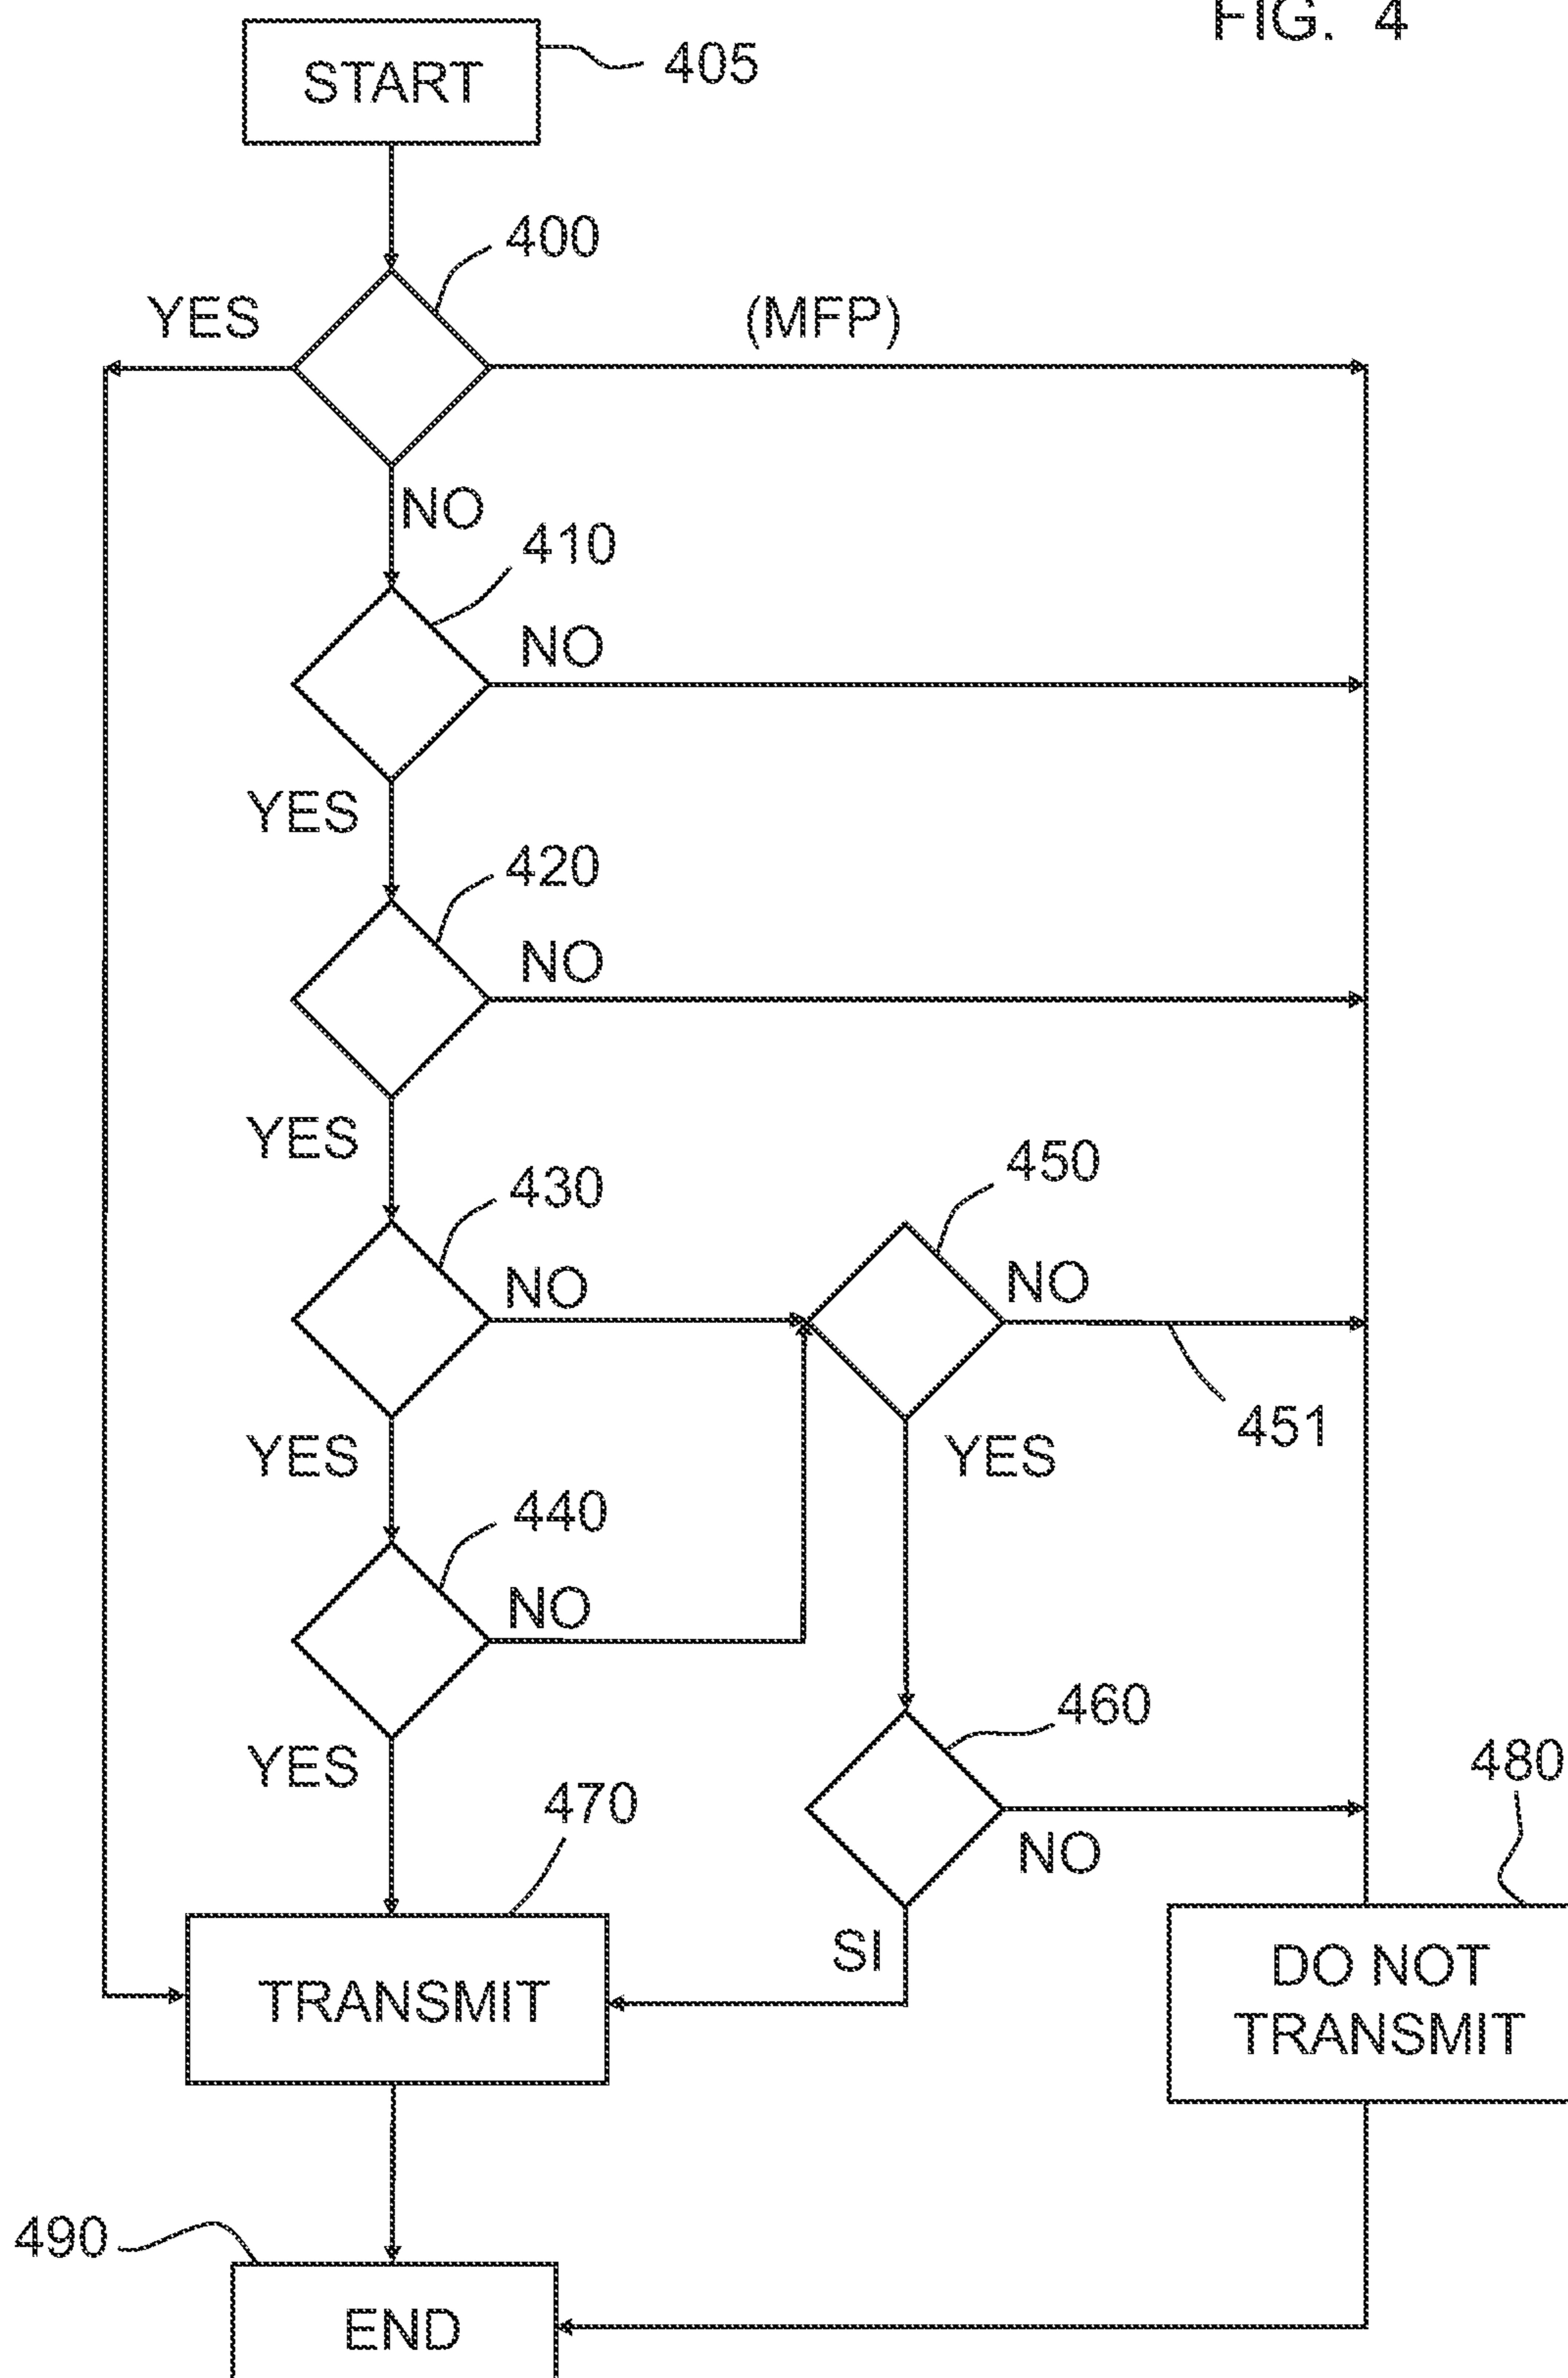 FIG. 4
START
405
400
YES
(MFP)
NO
410
NO
YES
420
NO
YES
430
450
NO
NO
451
YES
YES
440
NO
460
YES
480
470
NO
SI
DO NOT
TRANSMIT
TRANSMIT
490
END